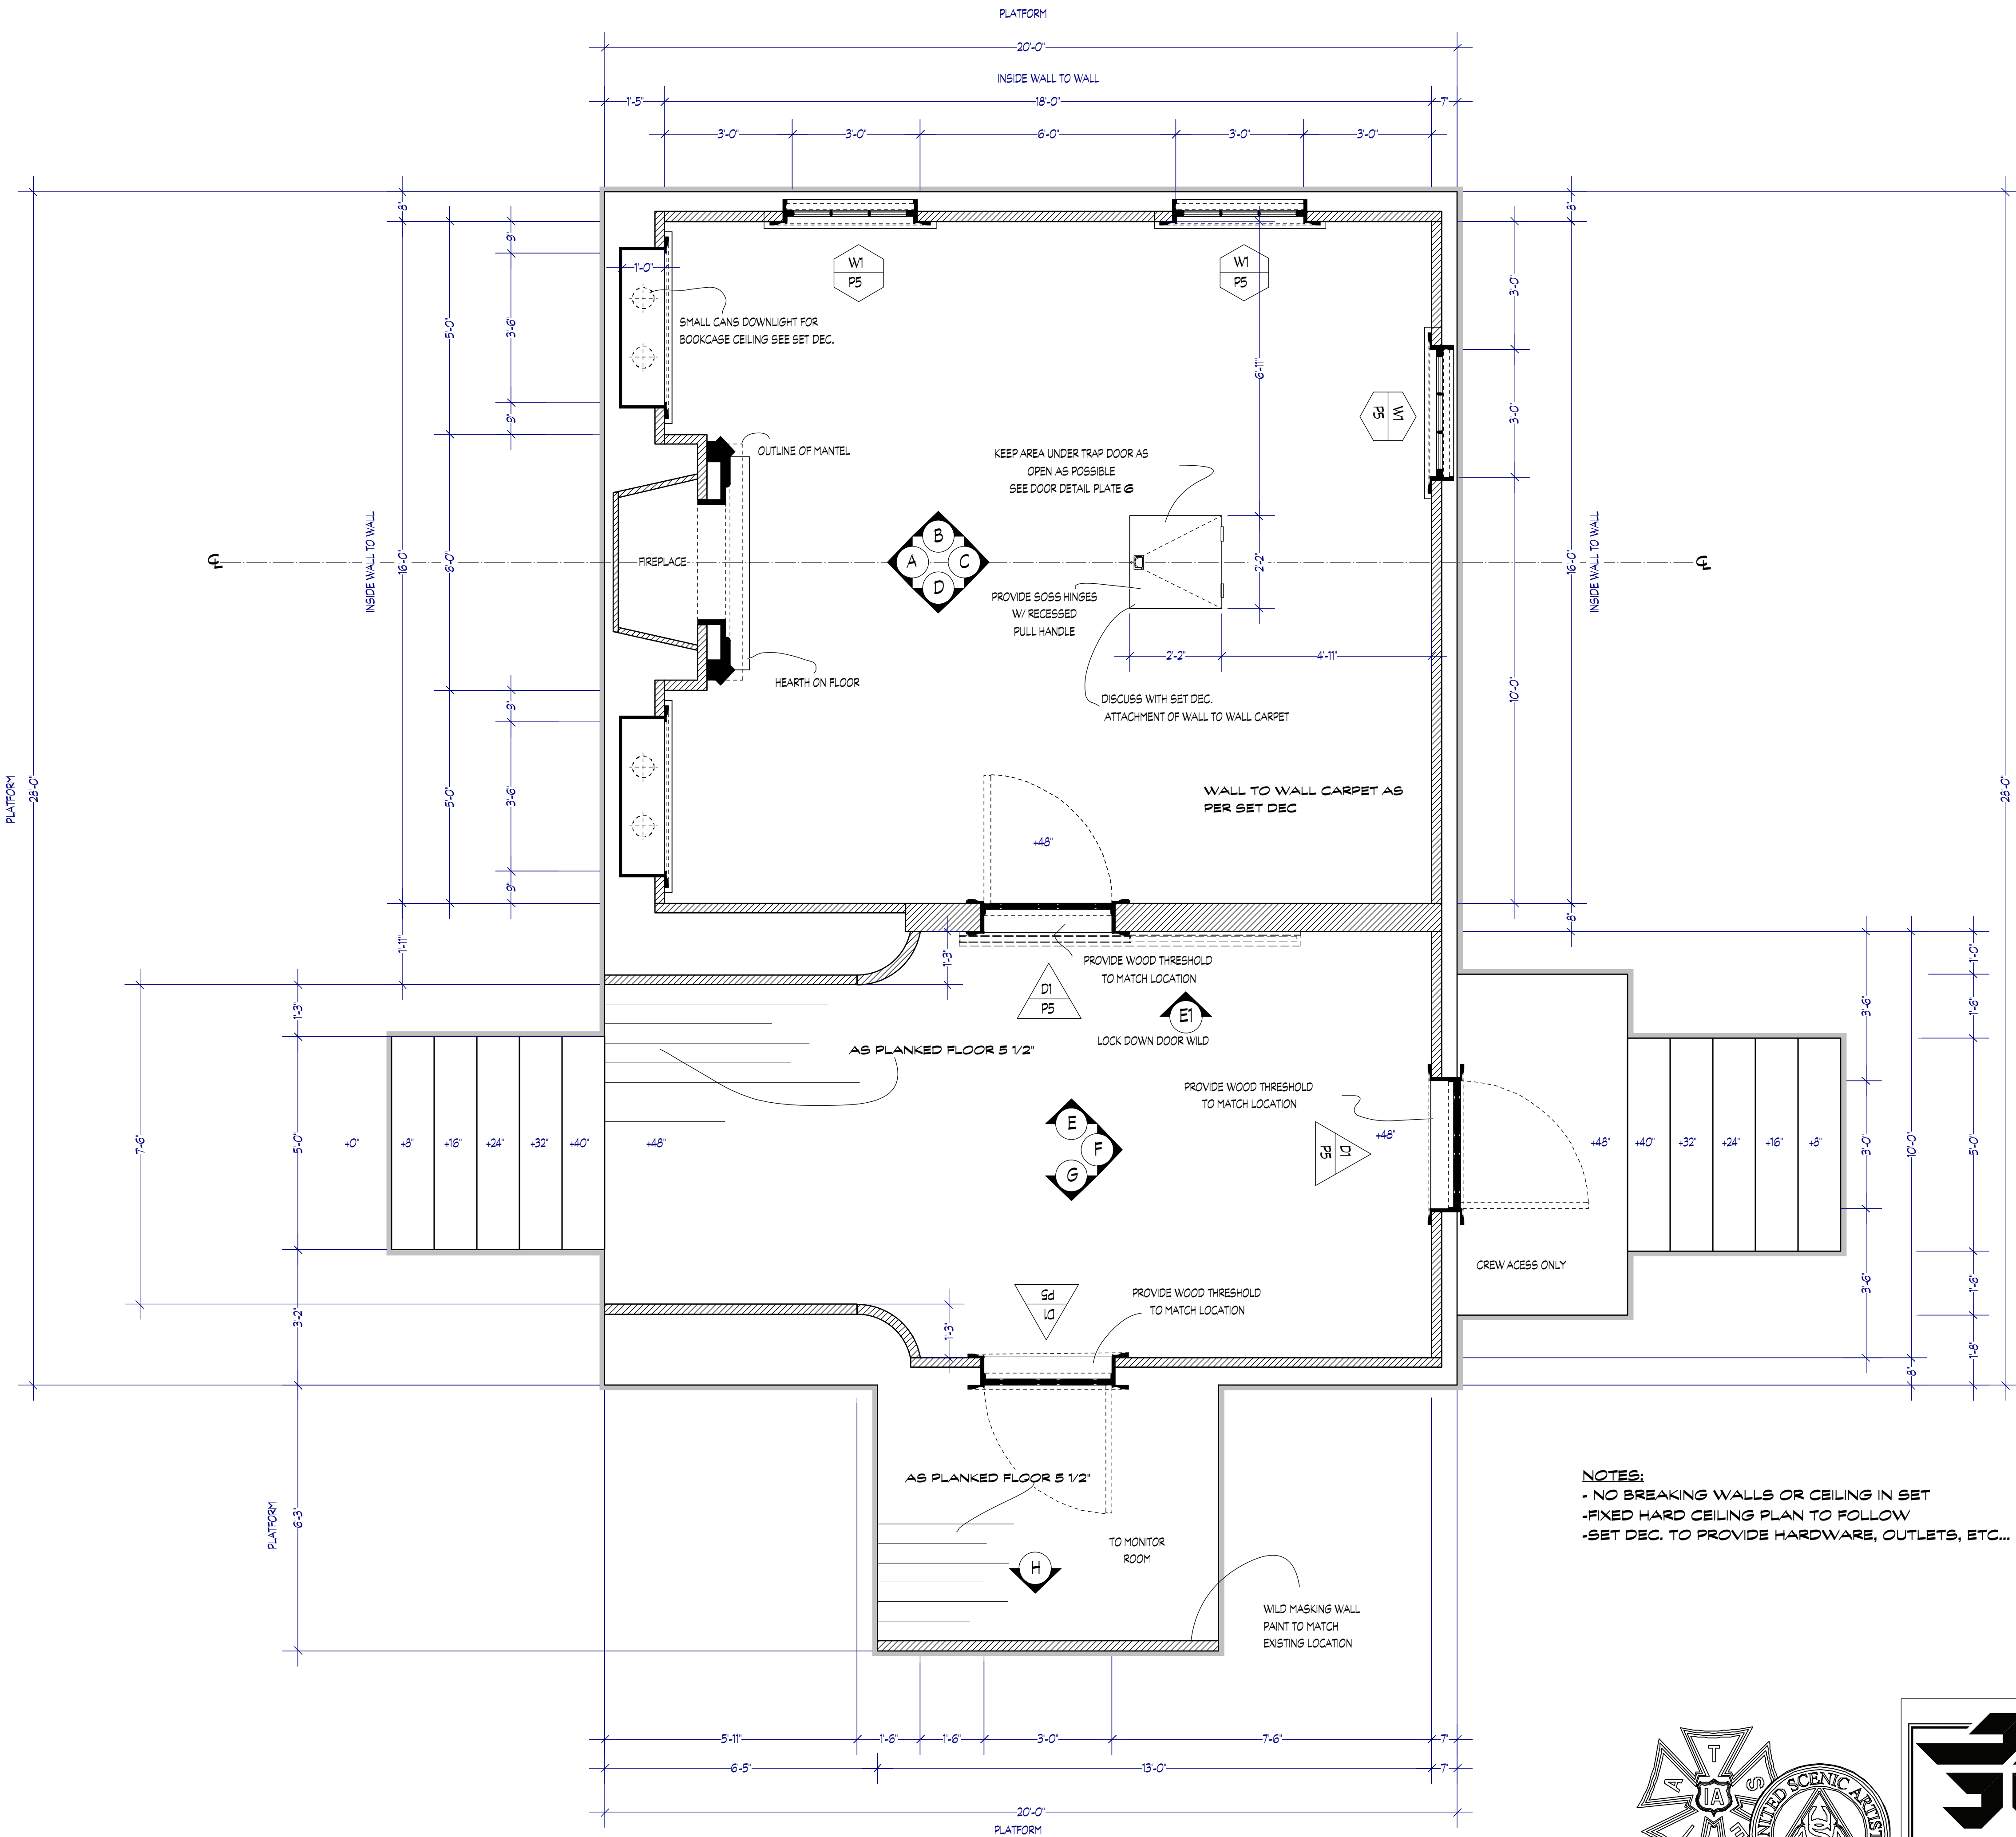 PLATFORM
20'-0"
INSIDE WALL TO WALL
1'-5"
18'-0"
7"
3'-0"
3'-0"
6'-0"
3'-0"
3'-0"
8"
8"
9"
1'-0"
W1
P5
W1
P5
3'-0"
SMALL CANS DOWNLIGHT FOR
BOOKCASE CEILING SEE SET DEC.
5'-0"
3'-6"
6'-11"
9"
W1
P5
3'-0"
OUTLINE OF MANTEL
KEEP AREA UNDER TRAP DOOR AS
OPEN AS POSSIBLE
SEE DOOR DETAIL PLATE 6
INSIDE WALL TO WALL
16'-0"
6'-0"
CL
FIREPLACE
B
A
C
D
2'-2"
16'-0"
INSIDE WALL TO WALL
CL
PROVIDE SOSS HINGES
W/ RECESSED
PULL HANDLE
2'-2"
4'-11"
HEARTH ON FLOOR
DISCUSS WITH SET DEC.
ATTACHMENT OF WALL TO WALL CARPET
10'-0"
9"
5'-0"
3'-6"
9"
PLATFORM
28'-0"
28'-0"
WALL TO WALL CARPET AS
PER SET DEC
+48"
8"
1'-11"
1'-3"
PROVIDE WOOD THRESHOLD
TO MATCH LOCATION
D1
P5
E1
LOCK DOWN DOOR WILD
1'-0"
3'-6"
1'-6"
1'-3"
AS PLANKED FLOOR 5 1/2"
PROVIDE WOOD THRESHOLD
TO MATCH LOCATION
7'-6"
5'-0"
+0"
+8"
+16"
+24"
+32"
+40"
+48"
E
F
G
D1
P5
+48"
+48"
+40"
+32"
+24"
+16"
+8"
3'-0"
10'-0"
5'-0"
CREW ACESS ONLY
3'-6"
1'-6"
3'-2"
D1
P5
PROVIDE WOOD THRESHOLD
TO MATCH LOCATION
1'-3"
1'-8"
8"
AS PLANKED FLOOR 5 1/2"
PLATFORM
6'-3"
NOTES:
- NO BREAKING WALLS OR CEILING IN SET
-FIXED HARD CEILING PLAN TO FOLLOW
-SET DEC. TO PROVIDE HARDWARE, OUTLETS, ETC...
TO MONITOR
ROOM
H
WILD MASKING WALL
PAINT TO MATCH
EXISTING LOCATION
5'-11"
1'-6"
1'-6"
3'-0"
7'-6"
7"
6'-5"
13'-0"
7"
20'-0"
PLATFORM
A
T
S
IA
UNITED SCENIC ARTIST